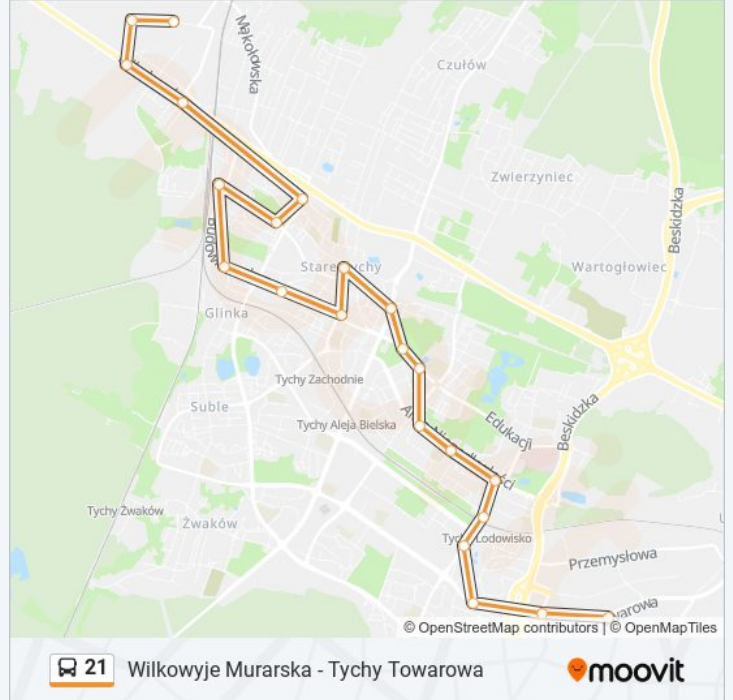 Mąkołowska
Czułów
Zwierzyniec
Beskidzka
Stare Tychy
Wartogłowiec
Glinka
Tychy Zachodnie
Suble
Tychy Aleja Bielska
Edukacji
Beskidzka
Tychy Żwaków
Żwaków
Tychy Lodowisko
Przemysłowa
© OpenStreetMap contributors | © OpenMapTiles
21 Wilkowyje Murarska - Tychy Towarowa
moovit